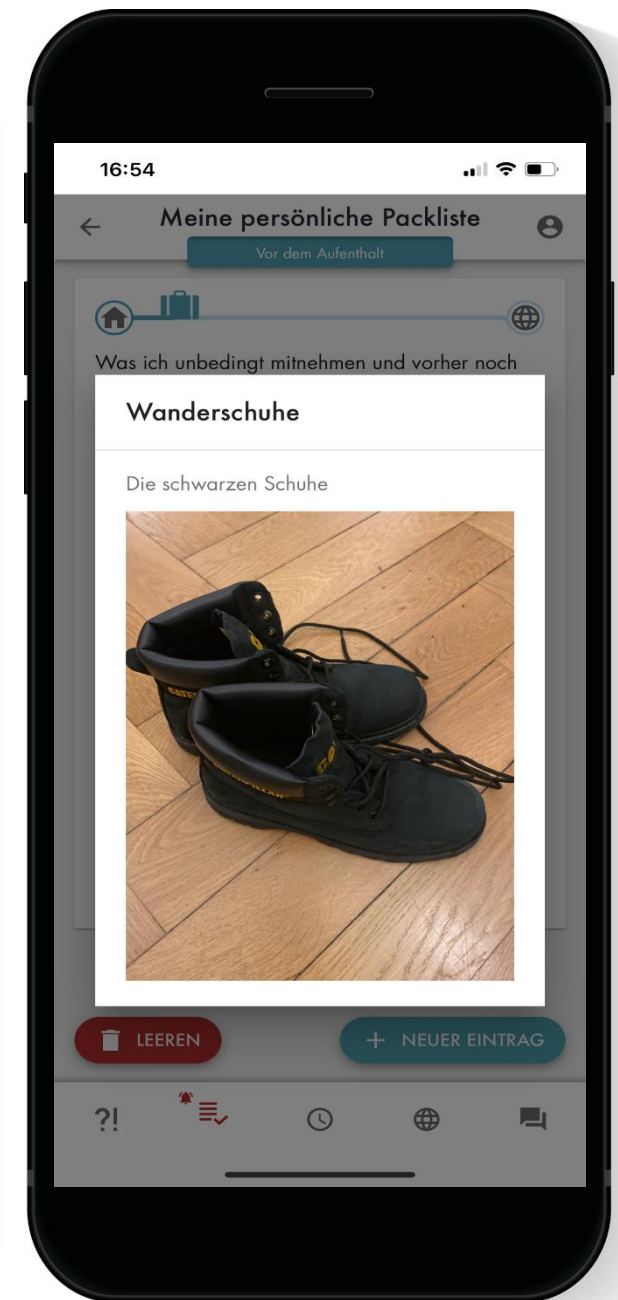 16:54
Meine persönliche Packliste
Vor dem Aufenthalt
Was ich unbedingt mitnehmen und vorher noch
Wanderschuhe
Die schwarzen Schuhe
LEEREN
+ NEUER EINTRAG
?!